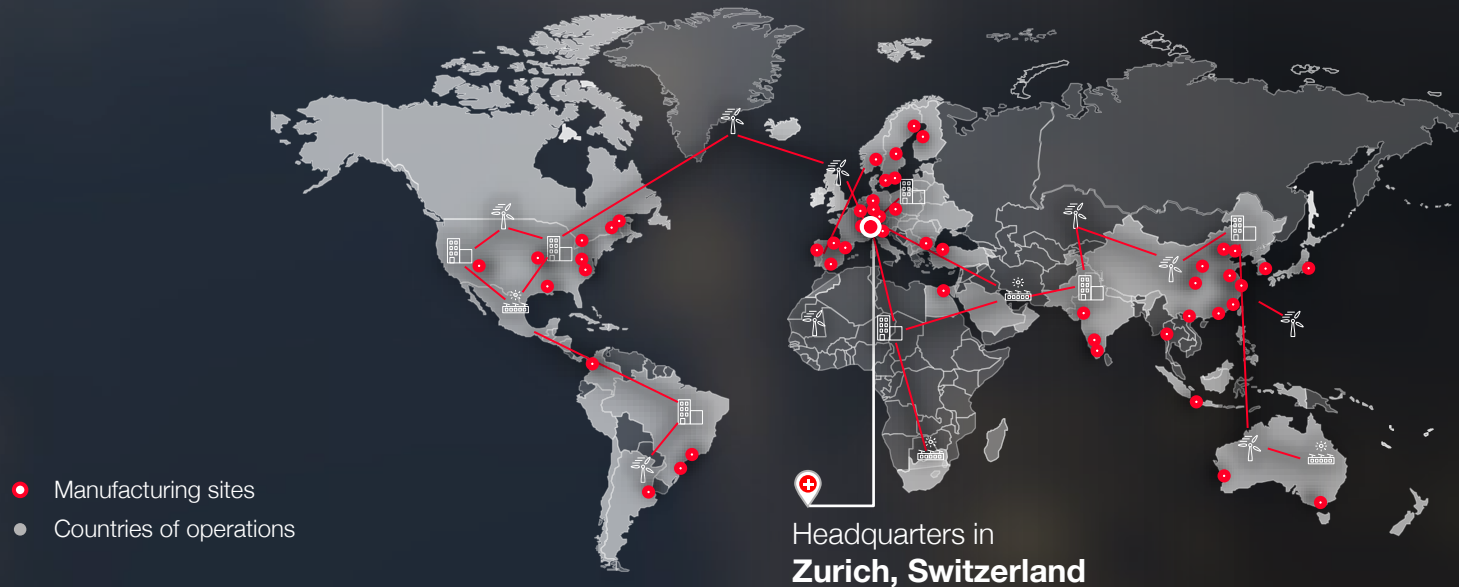 Manufacturing sites
Countries of operations
Headquarters in
Zurich, Switzerland